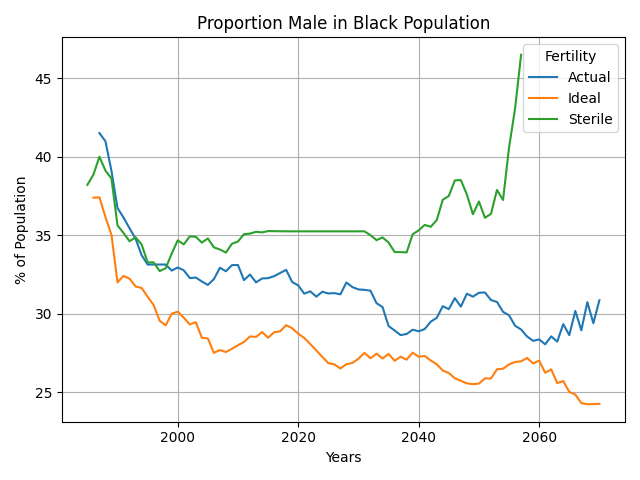 Proportion Male in Black Population
Fertility
Actual
Ideal
Sterile
% of Population
45
40
35
30
25
2000
2020
2040
2060
Years